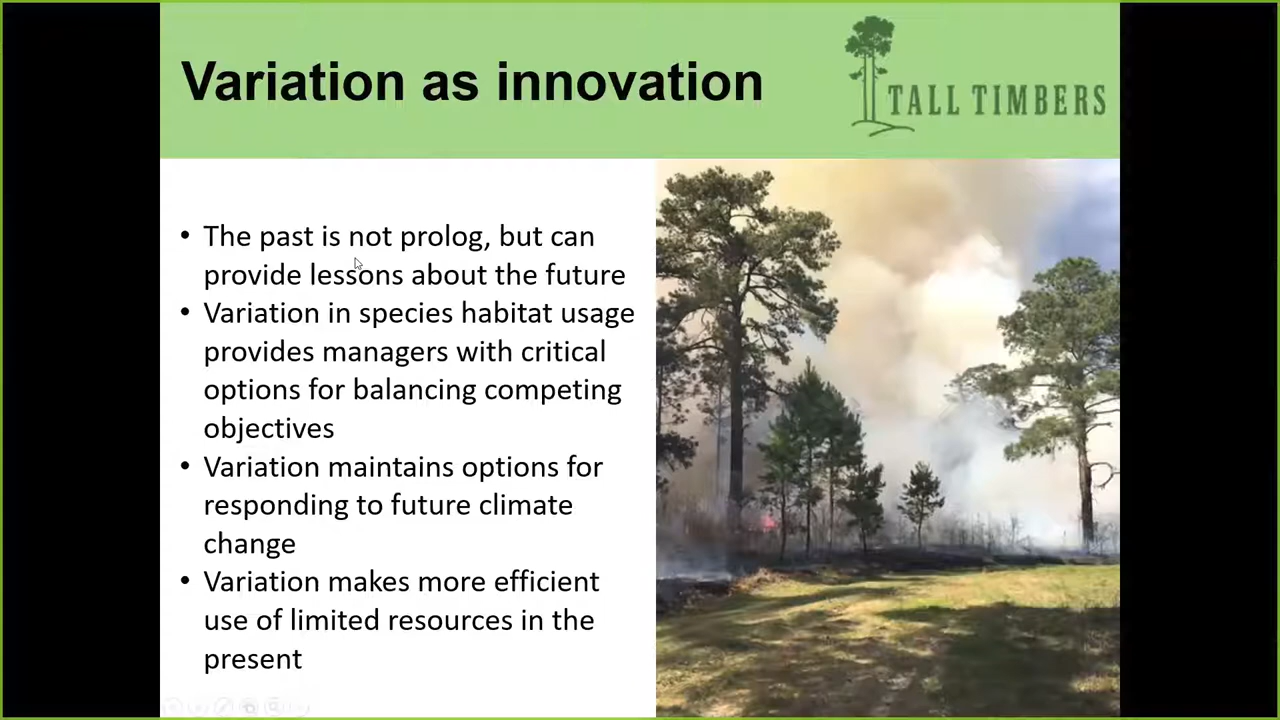 Variation as innovation
TALL TIMBERS
• The past is not prolog, but can
provide lessons about the future
• Variation in species habitat usage
provides managers with critical
options for balancing competing
objectives
• Variation maintains options for
responding to future climate
change
• Variation makes more efficient
use of limited resources in the
present